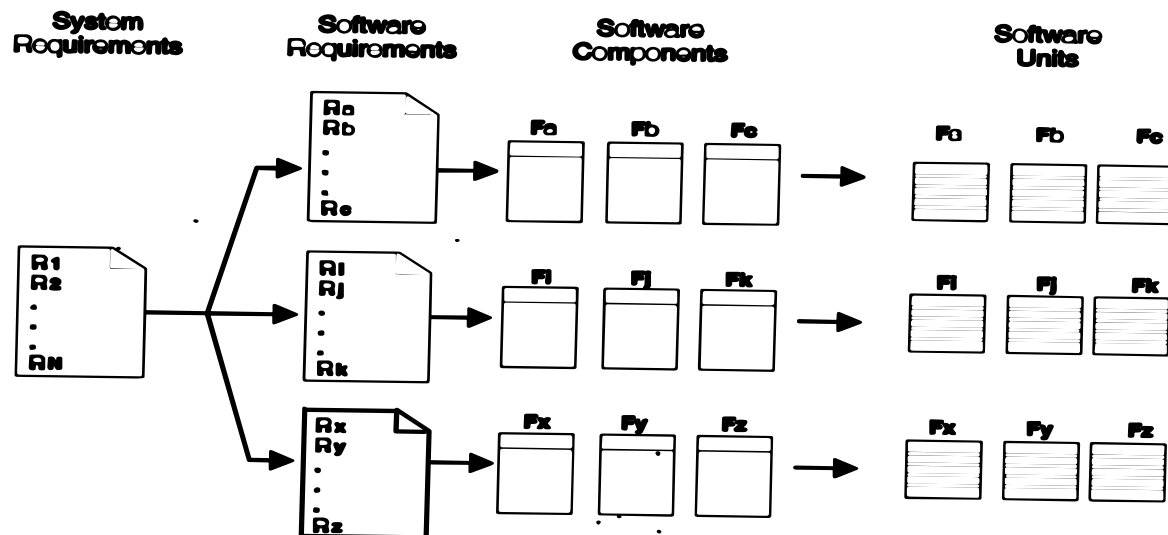 System
Requirements
Software
Requirements
Software
Components
Software
Units
R1
R2
.
.
.
RN
Ra
Rb
.
.
.
Rc
Fa Fb Fc
Fa Fb Fc
Ri
Rj
.
.
.
Rk
Fi Fj Fk
Fi Fj Fk
Rx
Ry
.
.
.
Rz
Fx Fy Fz
Fx Fy Fz